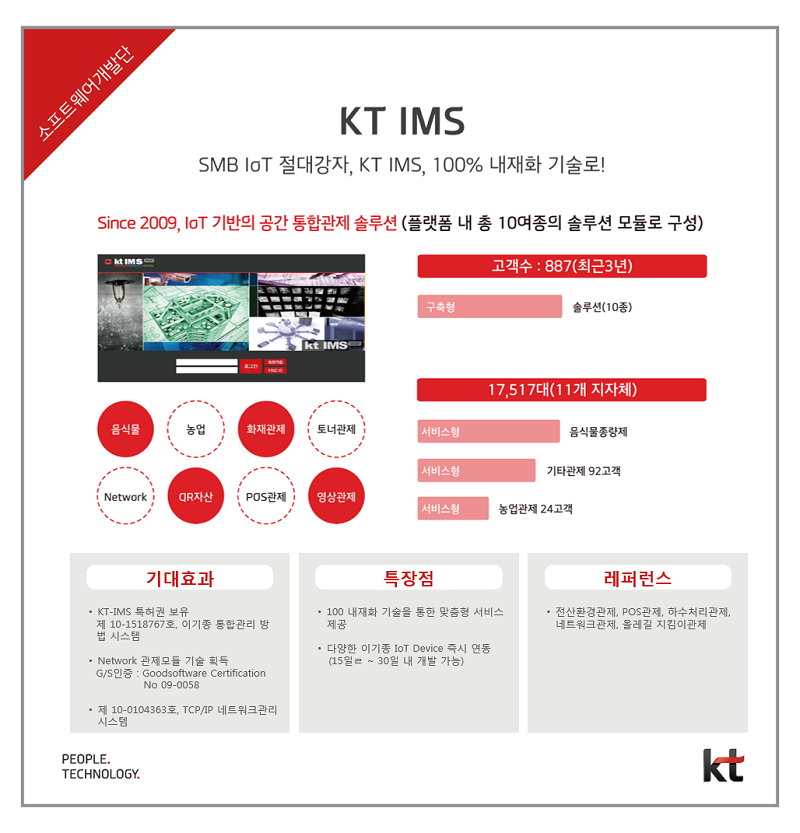 소프트웨어개발단
KT IMS
SMB IoT 절대강자, KT IMS, 100% 내재화 기술로!
Since 2009, IoT 기반의 공간 통합관제 솔루션 (플랫폼 내 총 10여종의 솔루션 모듈로 구성)
kt IMS
kt IMS
로그인
회원가입
FIND ID
음식물
농업
화재관제
토너관제
Network
QR자산
POS관제
영상관제
고객수 : 887(최근3년)
구축형
솔루션(10종)
17,517대(11개 지자체)
서비스형
음식물종량제
서비스형
기타관제 92고객
서비스형
농업관제 24고객
기대효과
• KT-IMS 특허권 보유
제 10-1518767호, 이기종 통합관리 방
법 시스템
• Network 관제모듈 기술 획득
G/S인증 : Goodsoftware Certification
No 09-0058
• 제 10-0104363호, TCP/IP 네트워크관리
시스템
특장점
• 100 내재화 기술을 통한 맞춤형 서비스
제공
• 다양한 이기종 IoT Device 즉시 연동
(15일ㄹ ~ 30일 내 개발 가능)
레퍼런스
• 전산환경관제, POS관제, 하수처리관제,
네트워크관제, 올레길 지킴이관제
PEOPLE.
TECHNOLOGY.
kt